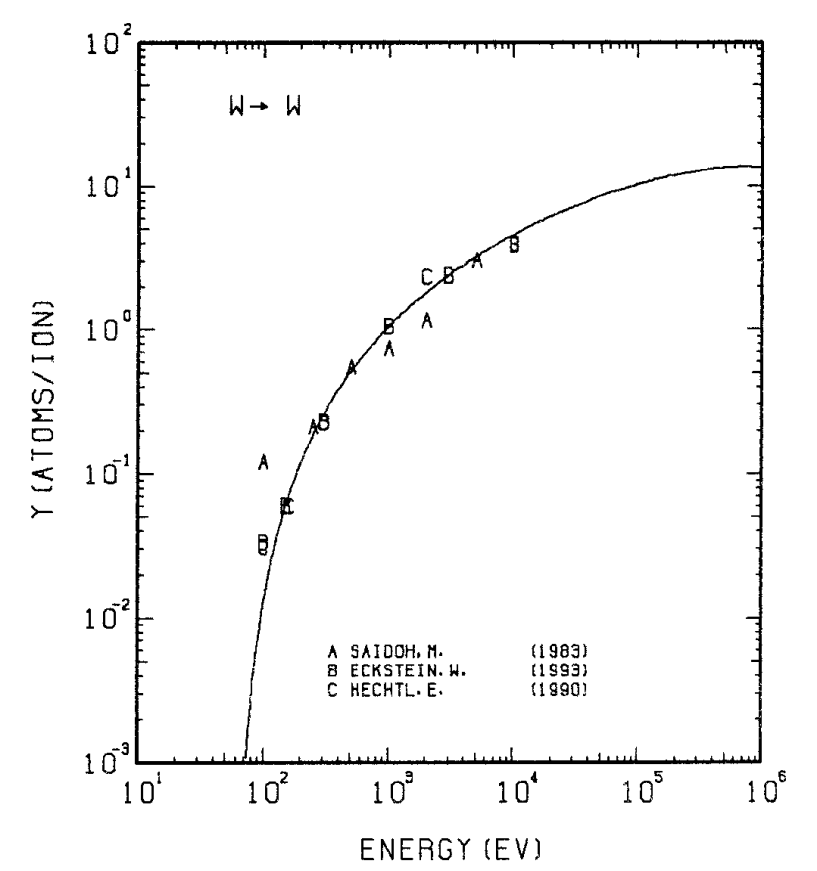 10²
W → W
10¹
10⁰
10⁻¹
10⁻²
10⁻³
Y (ATOMS/ION)
A A A A A A A
B B B B B B
C C
A SAIDOH. M. (1983)
B ECKSTEIN. W. (1993)
C HECHTL. E. (1990)
10¹ 10² 10³ 10⁴ 10⁵ 10⁶
ENERGY (EV)